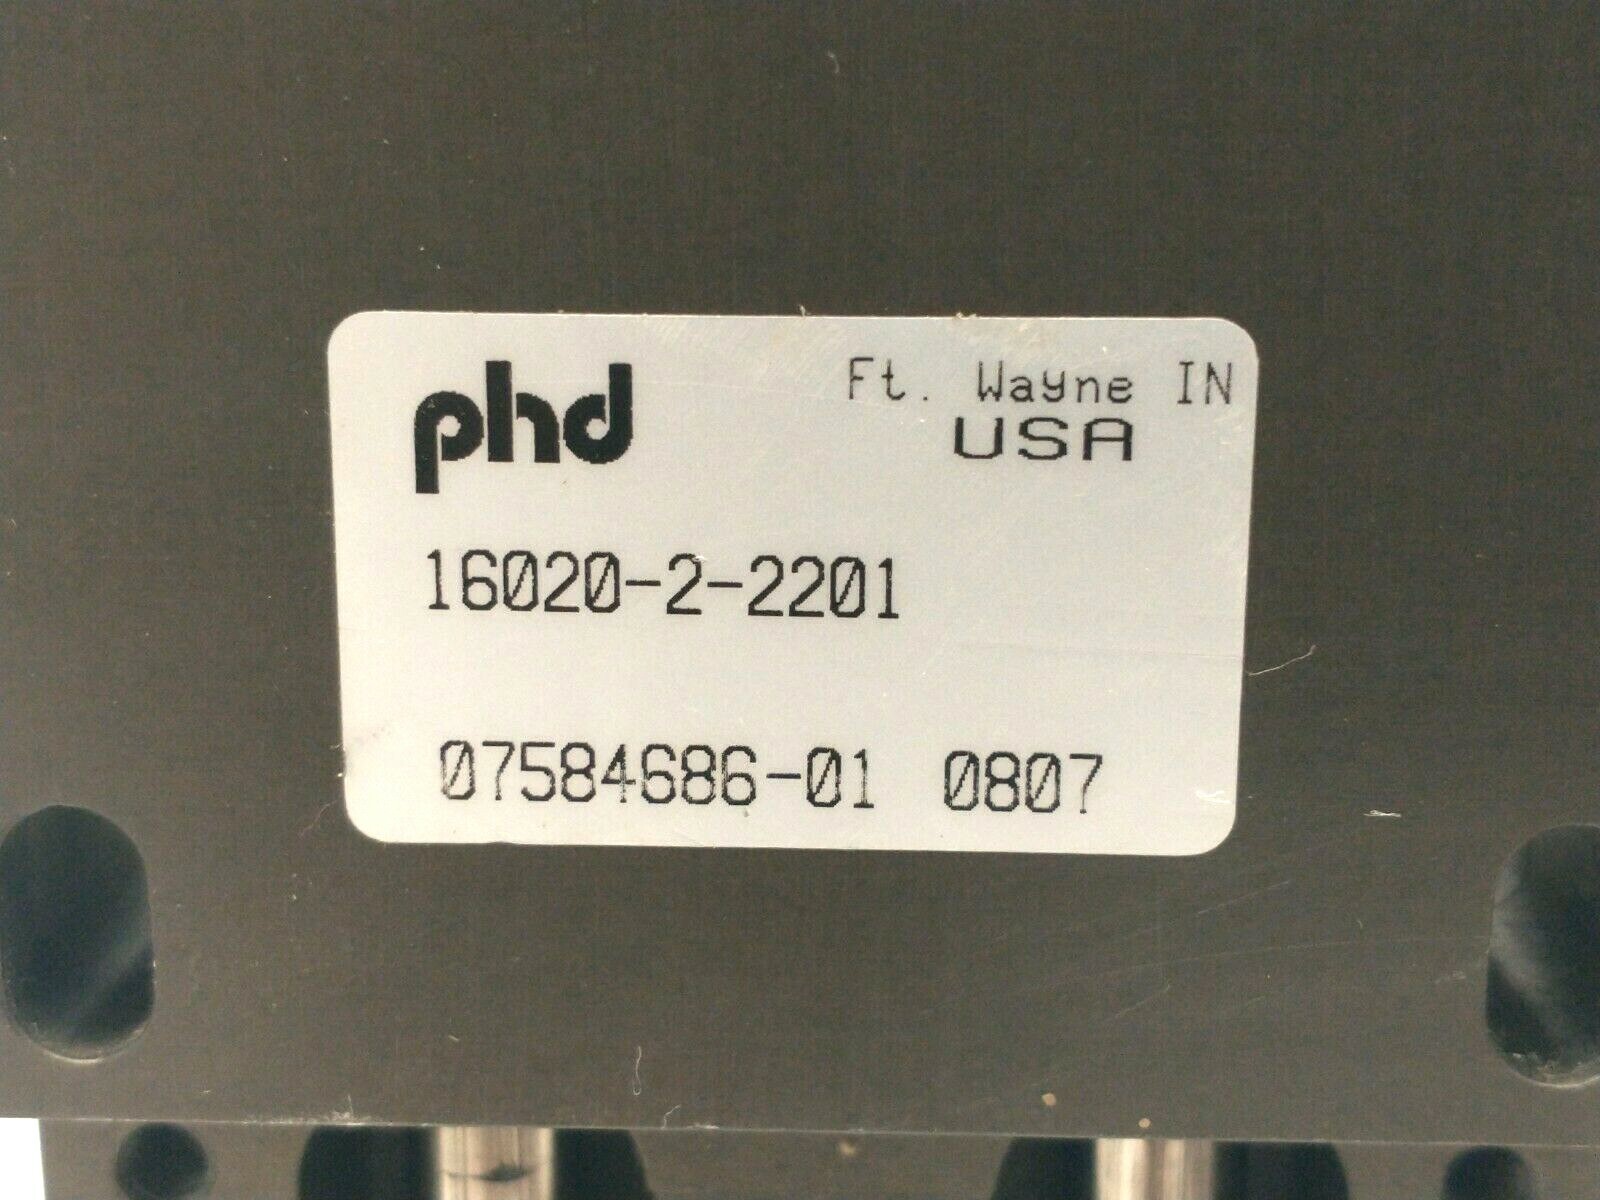 phd Ft. Wayne IN
USA
16020-2-2201
07584686-01 0807